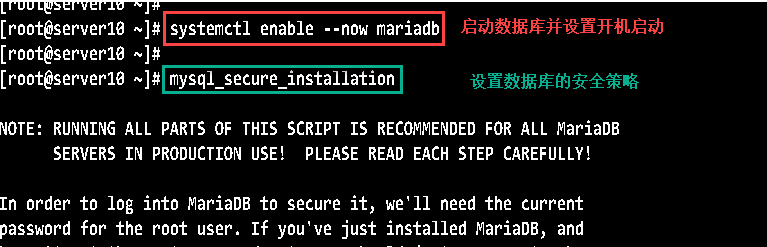 [root@server10 ~]#
[root@server10 ~]# systemctl enable --now mariadb 启动数据库并设置开机启动
[root@server10 ~]#
[root@server10 ~]# mysql_secure_installation 设置数据库的安全策略
NOTE: RUNNING ALL PARTS OF THIS SCRIPT IS RECOMMENDED FOR ALL MariaDB
SERVERS IN PRODUCTION USE! PLEASE READ EACH STEP CAREFULLY!
In order to log into MariaDB to secure it, we'll need the current
password for the root user. If you've just installed MariaDB, and